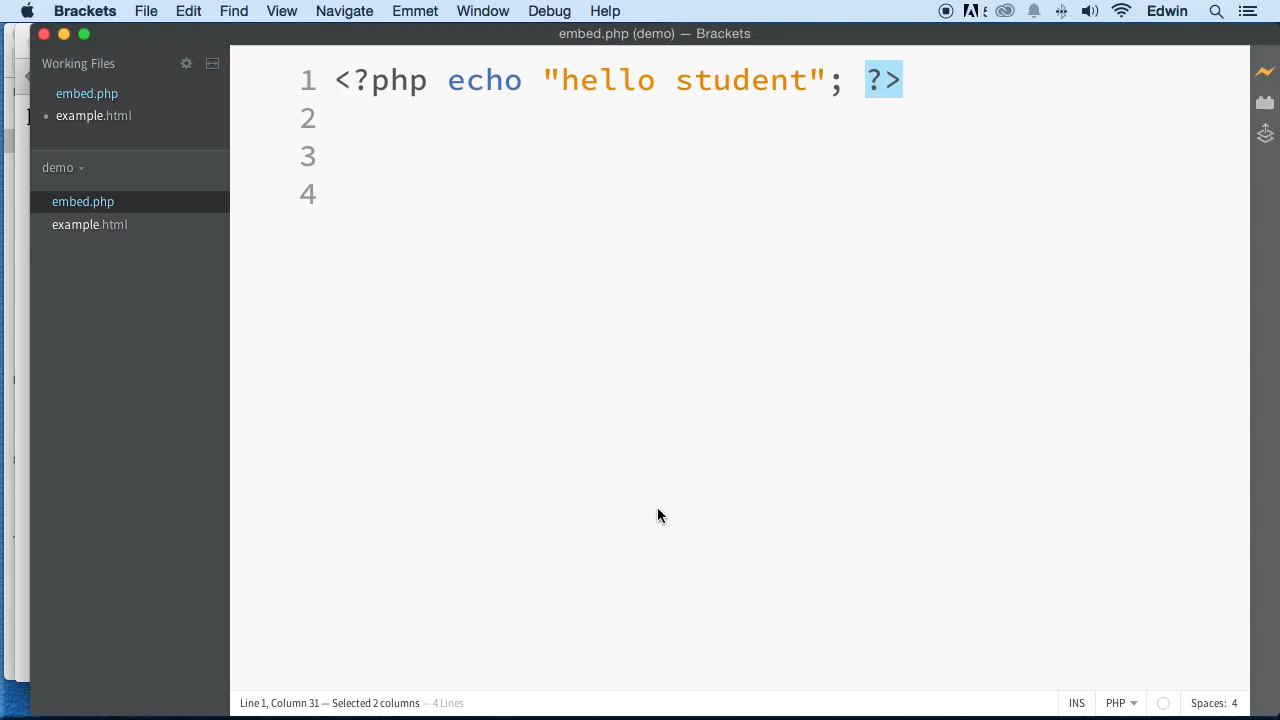 Brackets File Edit Find View Navigate Emmet Window Debug Help Edwin
embed.php (demo) — Brackets
Working Files
embed.php
example.html
demo
embed.php
example.html
1 <?php echo "hello student"; ?>
2
3
4
Line 1, Column 31 — Selected 2 columns — 4 Lines INS PHP Spaces: 4